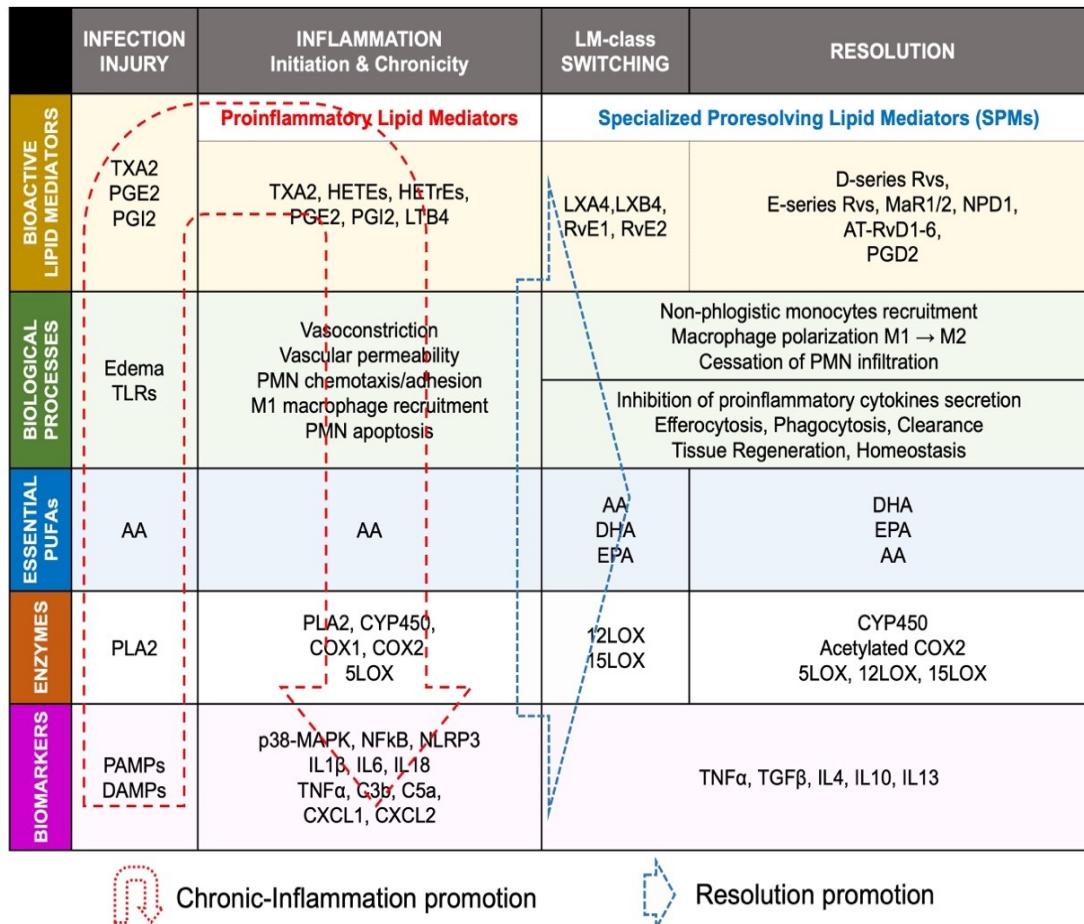 INFECTION
INJURY
INFLAMMATION
Initiation & Chronicity
LM-class
SWITCHING
RESOLUTION
BIOACTIVE
LIPID MEDIATORS
TXA2
PGE2
PGI2
Proinflammatory Lipid Mediators
TXA2, HETEs, HETrEs,
PGE2, PGI2, LTB4
Specialized Proresolving Lipid Mediators (SPMs)
LXA4,LXB4,
RvE1, RvE2
D-series Rvs,
E-series Rvs, MaR1/2, NPD1,
AT-RvD1-6,
PGD2
BIOLOGICAL
PROCESSES
Edema
TLRs
Vasoconstriction
Vascular permeability
PMN chemotaxis/adhesion
M1 macrophage recruitment
PMN apoptosis
Non-phlogistic monocytes recruitment
Macrophage polarization M1 → M2
Cessation of PMN infiltration
Inhibition of proinflammatory cytokines secretion
Efferocytosis, Phagocytosis, Clearance
Tissue Regeneration, Homeostasis
ESSENTIAL
PUFAs
AA
AA
AA
DHA
EPA
DHA
EPA
AA
ENZYMES
PLA2
PLA2, CYP450,
COX1, COX2
5LOX
12LOX
15LOX
CYP450
Acetylated COX2
5LOX, 12LOX, 15LOX
BIOMARKERS
PAMPs
DAMPs
p38-MAPK, NFkB, NLRP3
IL1β, IL6, IL18
TNFα, C3b, C5a,
CXCL1, CXCL2
TNFα, TGFβ, IL4, IL10, IL13
Chronic-Inflammation promotion
Resolution promotion